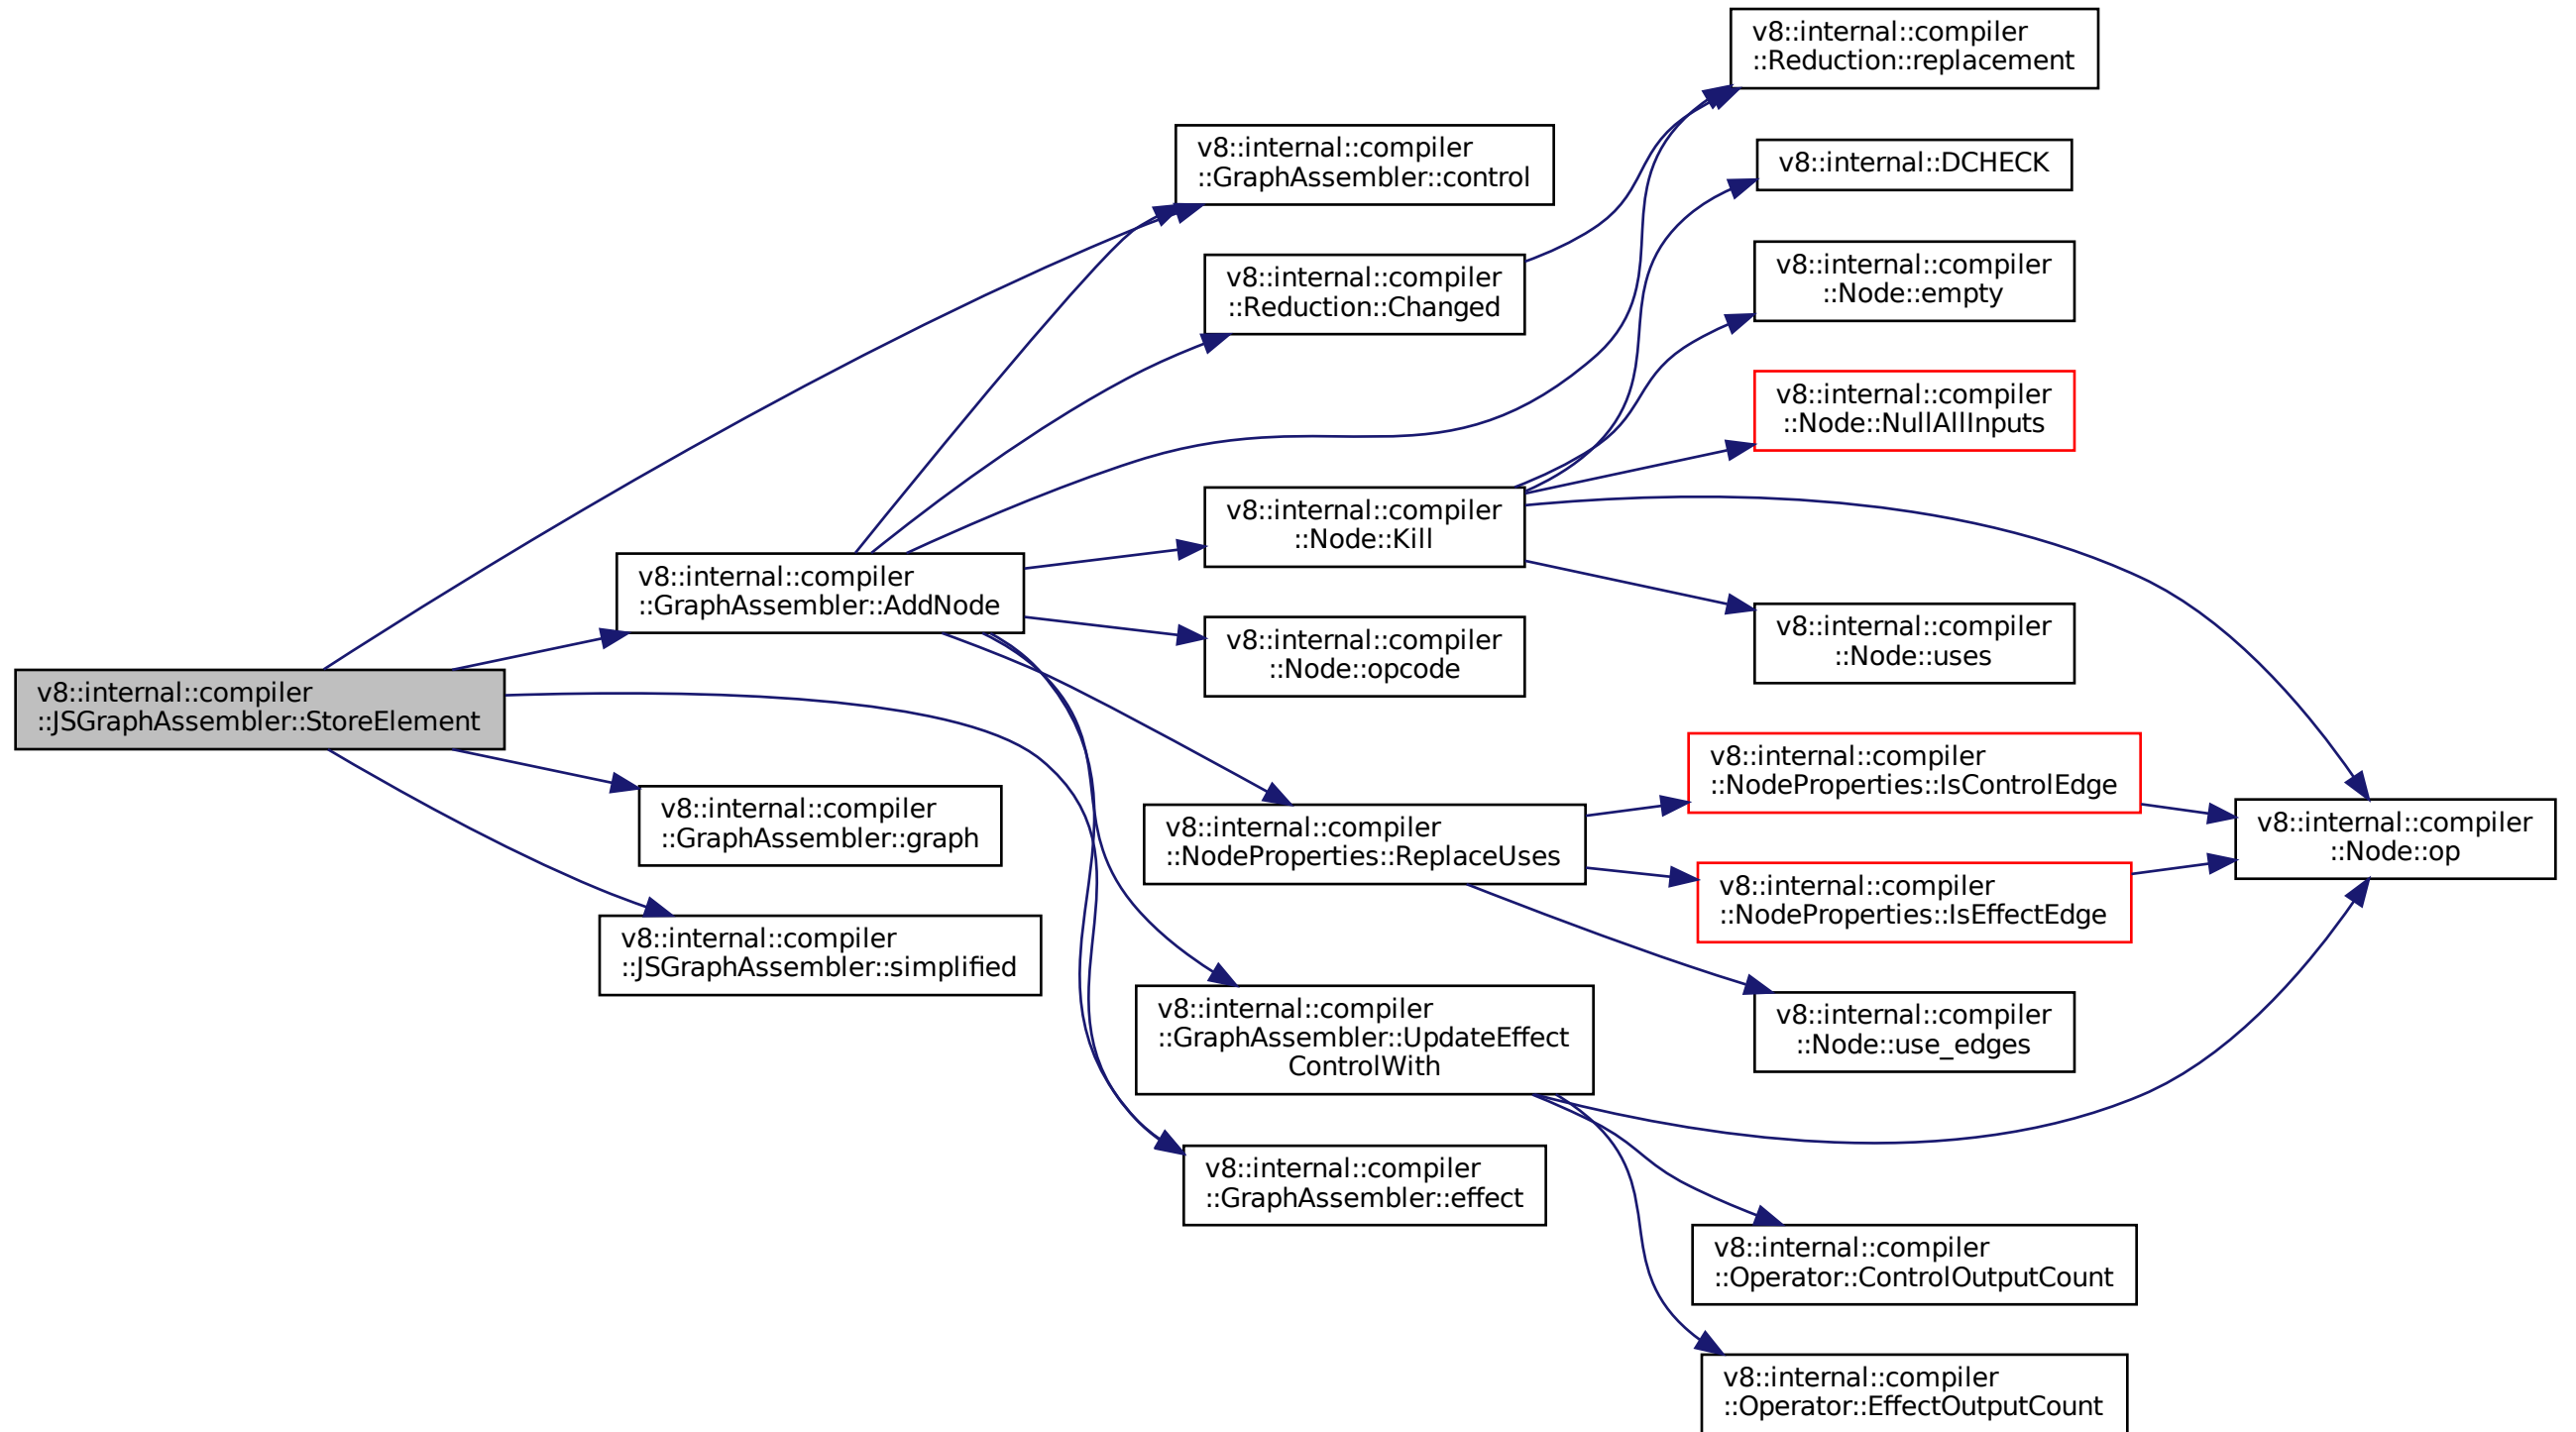 v8::internal::compiler
::JSGraphAssembler::StoreElement
v8::internal::compiler
::GraphAssembler::AddNode
v8::internal::compiler
::GraphAssembler::graph
v8::internal::compiler
::JSGraphAssembler::simplified
v8::internal::compiler
::GraphAssembler::control
v8::internal::compiler
::Reduction::Changed
v8::internal::compiler
::Node::Kill
v8::internal::compiler
::Node::opcode
v8::internal::compiler
::NodeProperties::ReplaceUses
v8::internal::compiler
::GraphAssembler::UpdateEffect
ControlWith
v8::internal::compiler
::GraphAssembler::effect
v8::internal::compiler
::Reduction::replacement
v8::internal::DCHECK
v8::internal::compiler
::Node::empty
v8::internal::compiler
::Node::NullAllInputs
v8::internal::compiler
::Node::uses
v8::internal::compiler
::NodeProperties::IsControlEdge
v8::internal::compiler
::NodeProperties::IsEffectEdge
v8::internal::compiler
::Node::use_edges
v8::internal::compiler
::Operator::ControlOutputCount
v8::internal::compiler
::Operator::EffectOutputCount
v8::internal::compiler
::Node::op